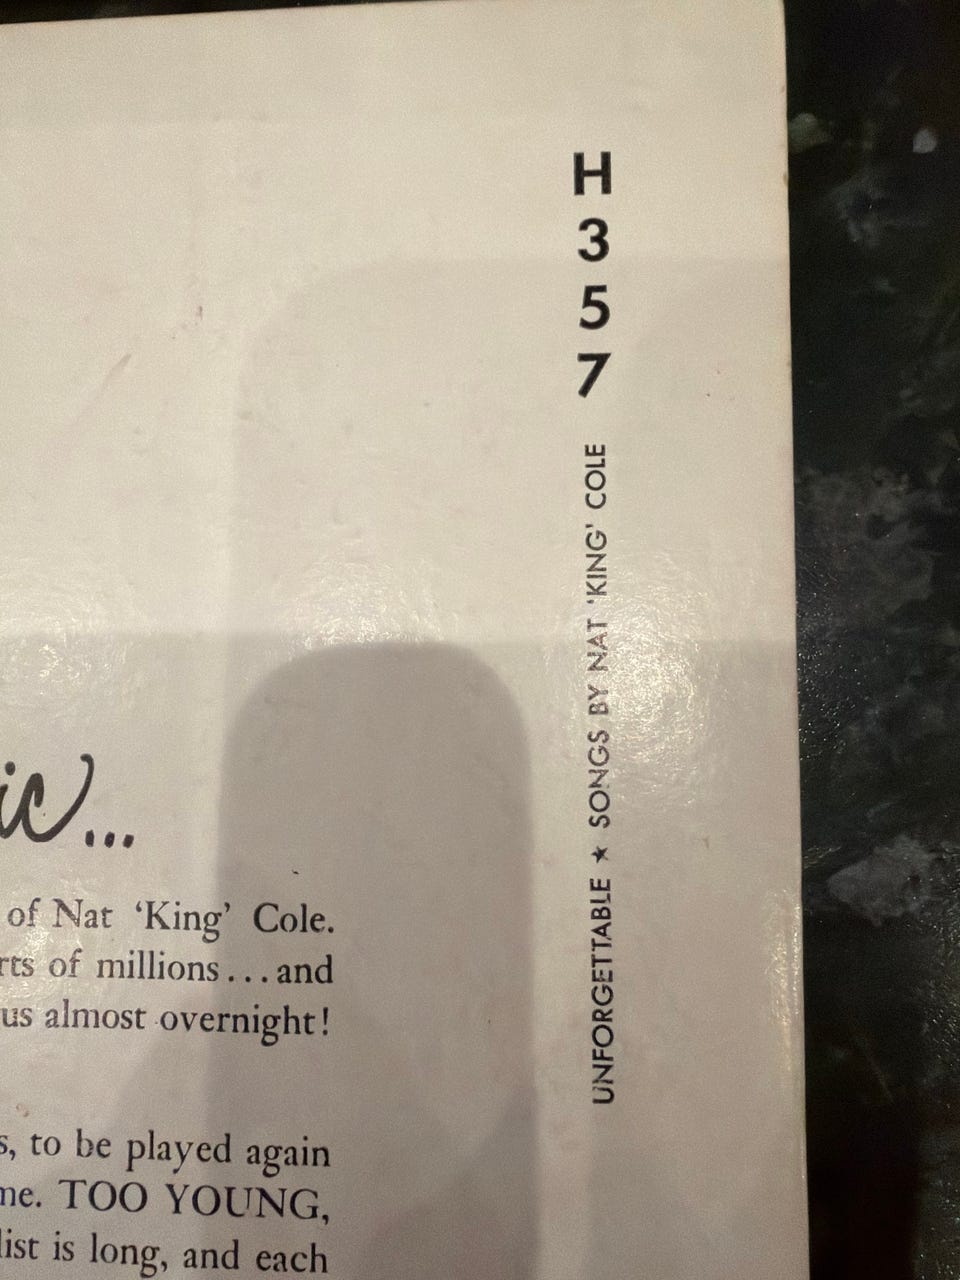 H
3
5
7
UNFORGETTABLE ★ SONGS BY NAT 'KING' COLE
ic...
of Nat 'King' Cole.
rts of millions...and
us almost overnight!
s, to be played again
me. TOO YOUNG,
list is long, and each